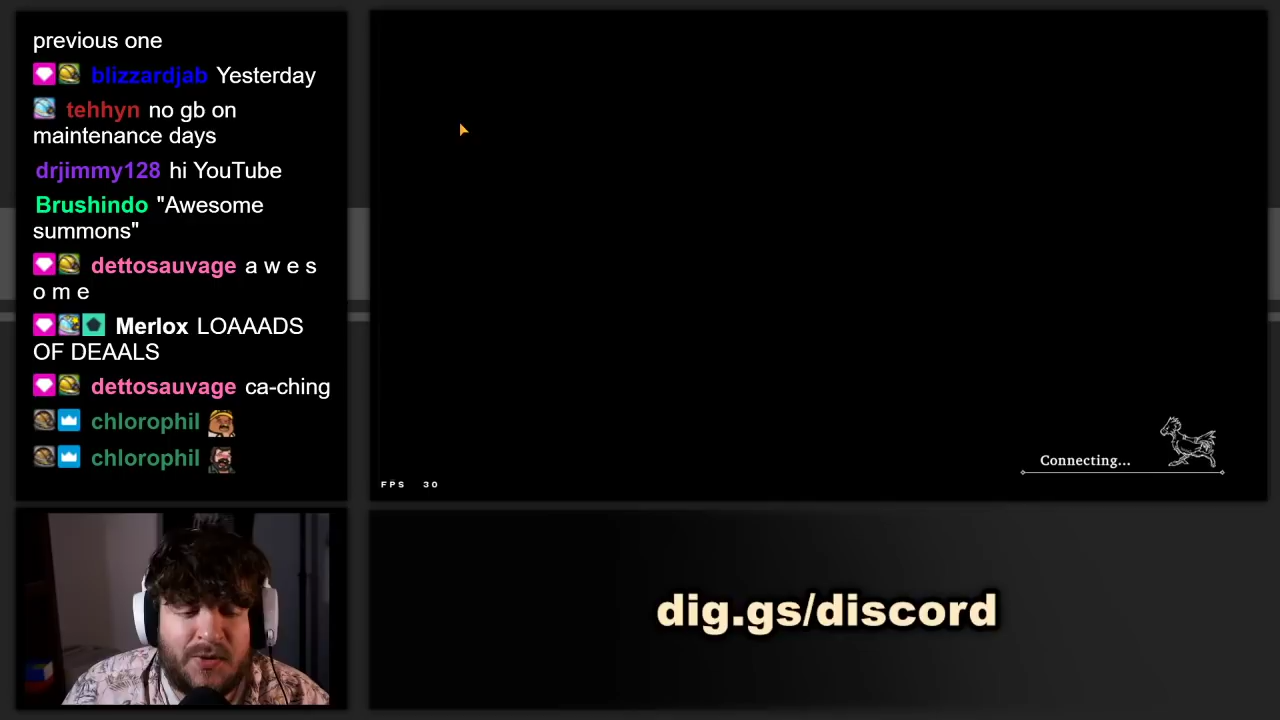 previous one
blizzardjab Yesterday
tehhyn no gb on
maintenance days
drjimmy128 hi YouTube
Brushindo "Awesome
summons"
dettosauvage a w e s
o m e
Merlox LOAAADS
OF DEAALS
dettosauvage ca-ching
chlorophil
chlorophil
Connecting...
FPS 30
dig.gs/discord